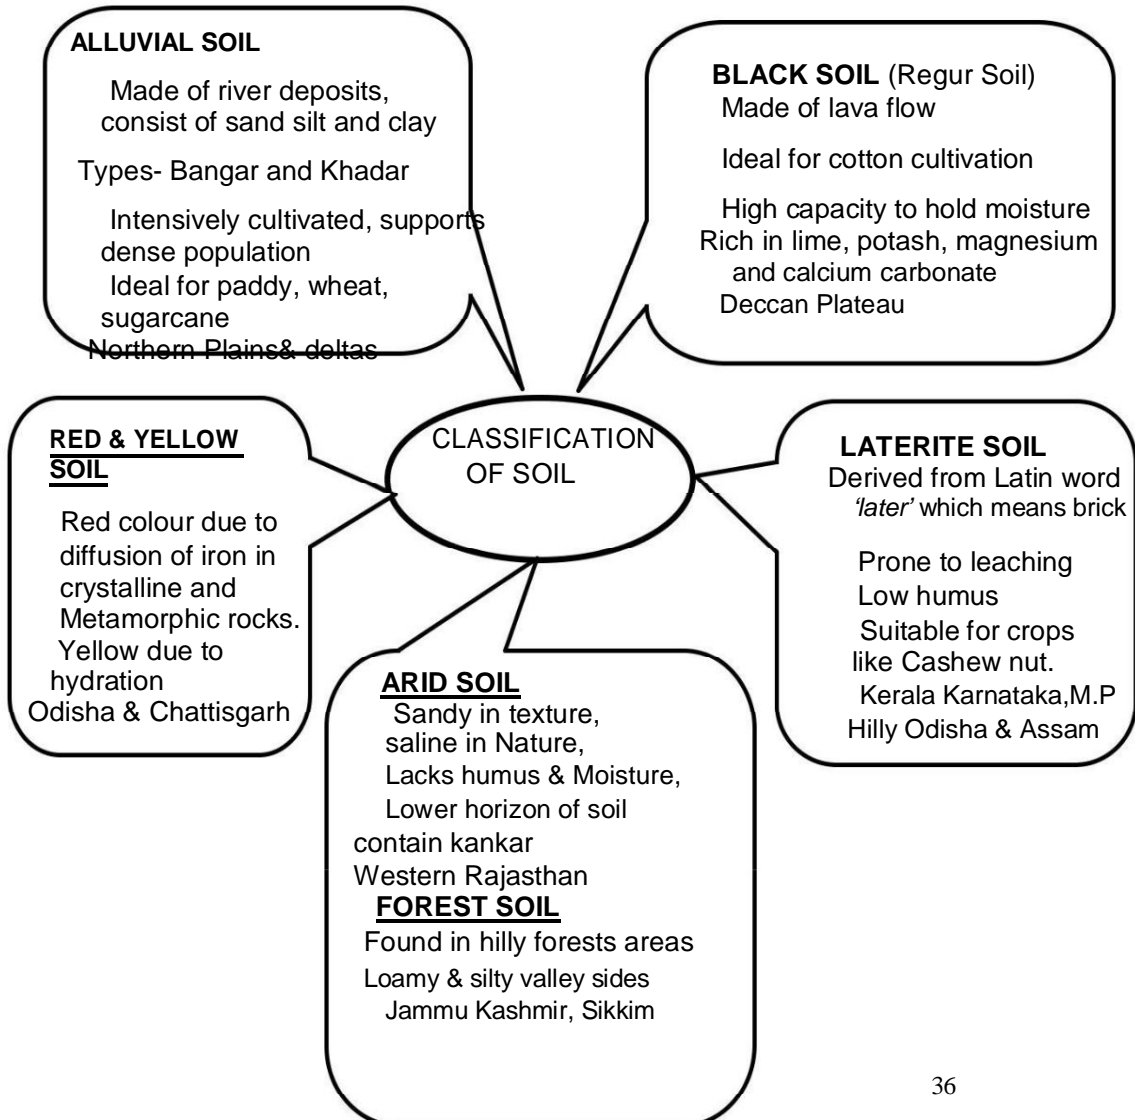 ALLUVIAL SOIL
Made of river deposits,
consist of sand silt and clay
Types- Bangar and Khadar
Intensively cultivated, supports
dense population
Ideal for paddy, wheat,
sugarcane
Northern Plains& deltas
BLACK SOIL (Regur Soil)
Made of lava flow
Ideal for cotton cultivation
High capacity to hold moisture
Rich in lime, potash, magnesium
and calcium carbonate
Deccan Plateau
CLASSIFICATION
OF SOIL
RED & YELLOW
SOIL
Red colour due to
diffusion of iron in
crystalline and
Metamorphic rocks.
Yellow due to
hydration
Odisha & Chattisgarh
LATERITE SOIL
Derived from Latin word
‘later’ which means brick
Prone to leaching
Low humus
Suitable for crops
like Cashew nut.
Kerala Karnataka,M.P
Hilly Odisha & Assam
ARID SOIL
Sandy in texture,
saline in Nature,
Lacks humus & Moisture,
Lower horizon of soil
contain kankar
Western Rajasthan
FOREST SOIL
Found in hilly forests areas
Loamy & silty valley sides
Jammu Kashmir, Sikkim
36